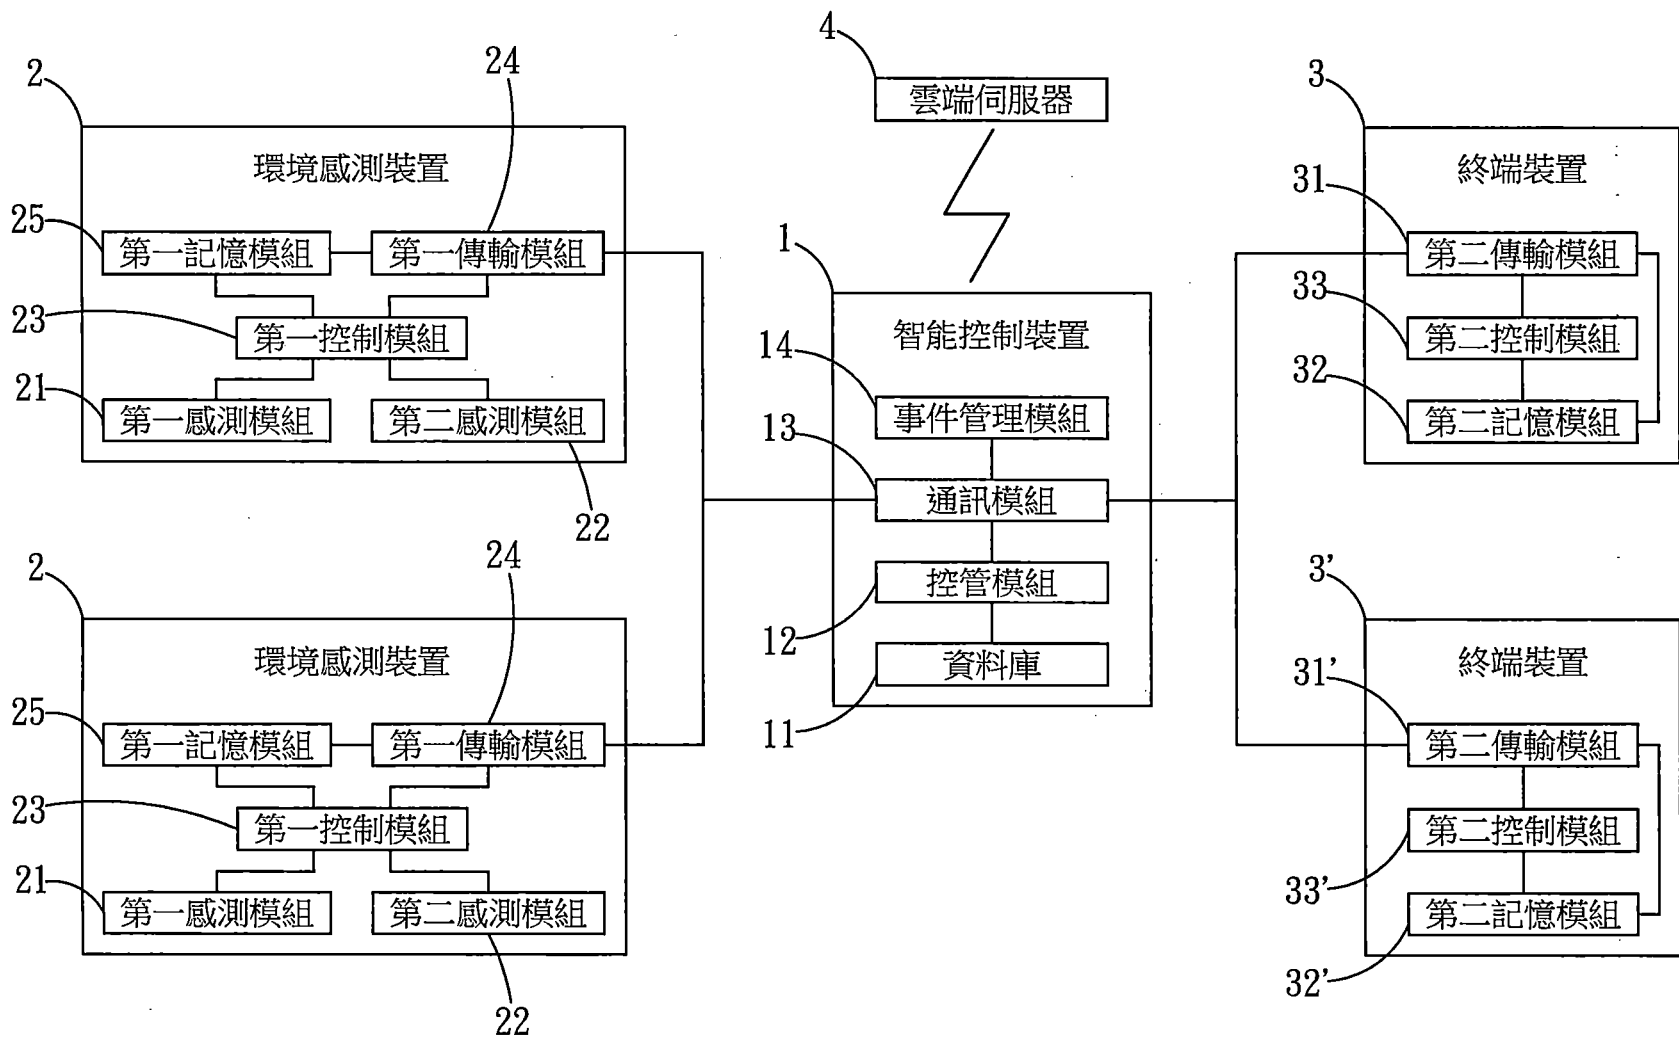 4
雲端伺服器
2
24
環境感測裝置
25
第一記憶模組
第一傳輸模組
23
第一控制模組
21
第一感測模組
第二感測模組
22
2
24
環境感測裝置
25
第一記憶模組
第一傳輸模組
23
第一控制模組
21
第一感測模組
第二感測模組
22
1
智能控制裝置
14
事件管理模組
13
通訊模組
控管模組
12
資料庫
11
3
終端裝置
31
第二傳輸模組
33
第二控制模組
32
第二記憶模組
3'
終端裝置
31'
第二傳輸模組
第二控制模組
33'
第二記憶模組
32'